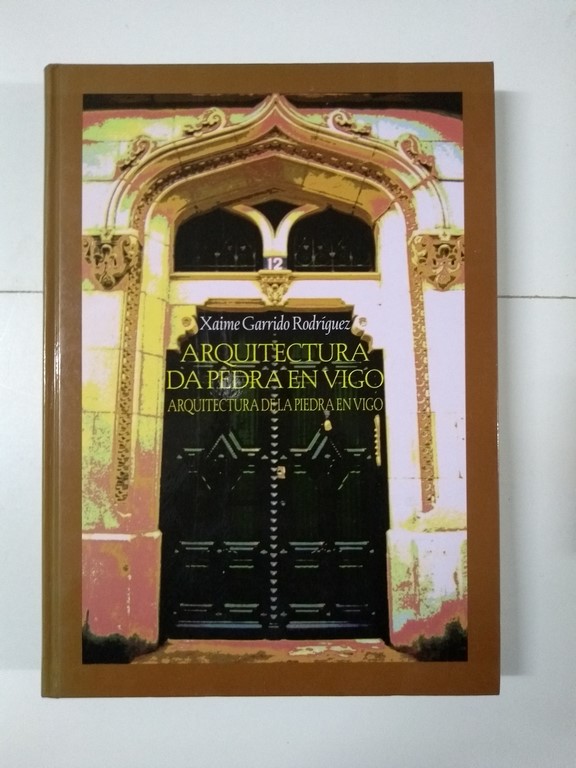 12
Xaime Garrido Rodríguez
ARQUITECTURA
DA PEDRA EN VIGO
ARQUITECTURA DE LA PIEDRA EN VIGO